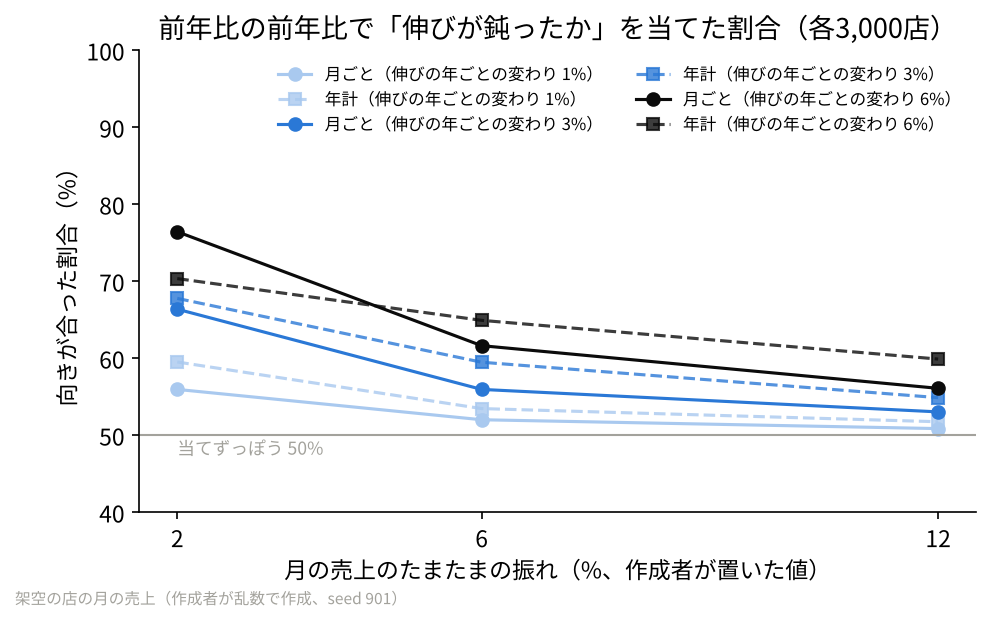 前年比の前年比で「伸びが鈍ったか」を当てた割合（各3,000店）
向きが合った割合（%）
100
90
80
70
60
50
40
月ごと（伸びの年ごとの変わり 1%）
年計（伸びの年ごとの変わり 1%）
月ごと（伸びの年ごとの変わり 3%）
年計（伸びの年ごとの変わり 3%）
月ごと（伸びの年ごとの変わり 6%）
年計（伸びの年ごとの変わり 6%）
当てずっぽう 50%
2
6
12
月の売上のたまたまの振れ（%、作成者が置いた値）
架空の店の月の売上（作成者が乱数で作成、seed 901）